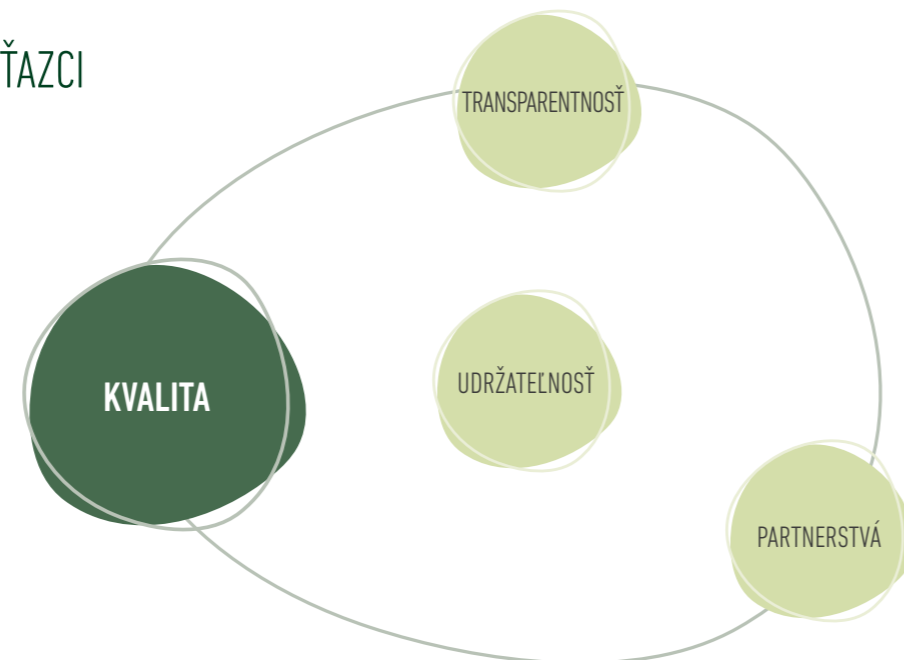 ŤAZCI
TRANSPARENTNOSŤ
KVALITA
UDRŽATEĽNOSŤ
PARTNERSTVÁ